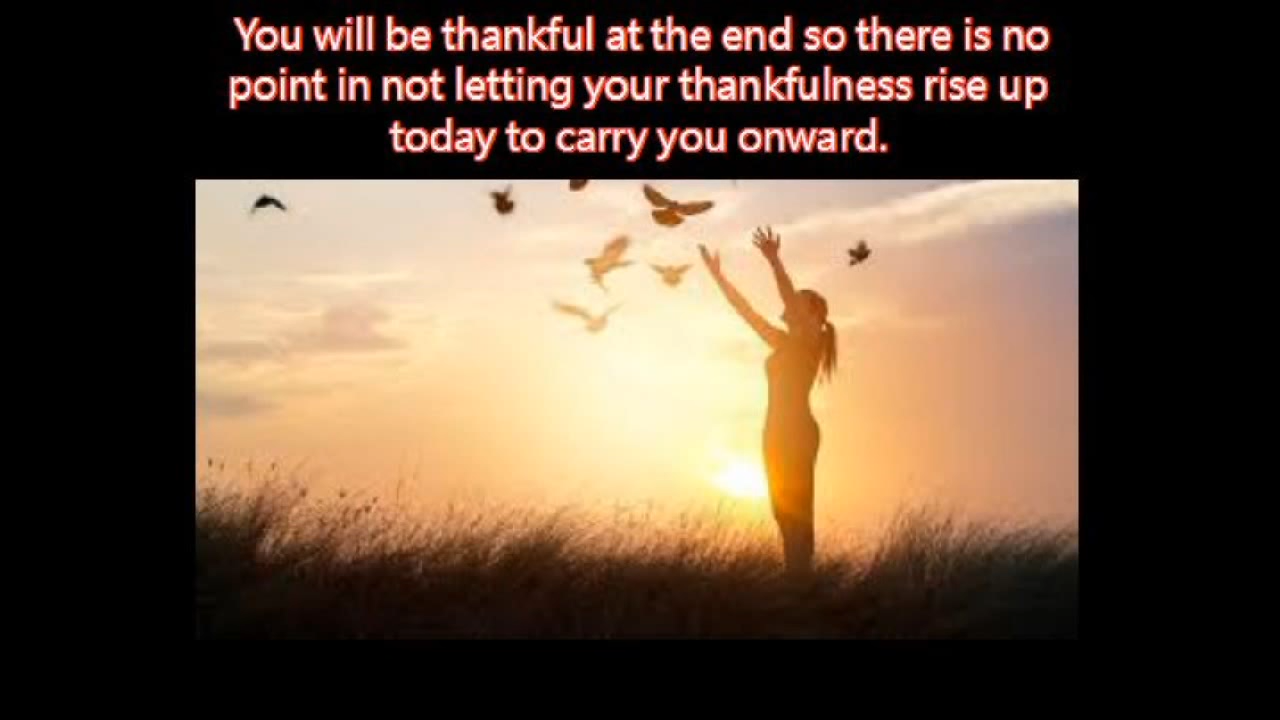 You will be thankful at the end so there is no
point in not letting your thankfulness rise up
today to carry you onward.